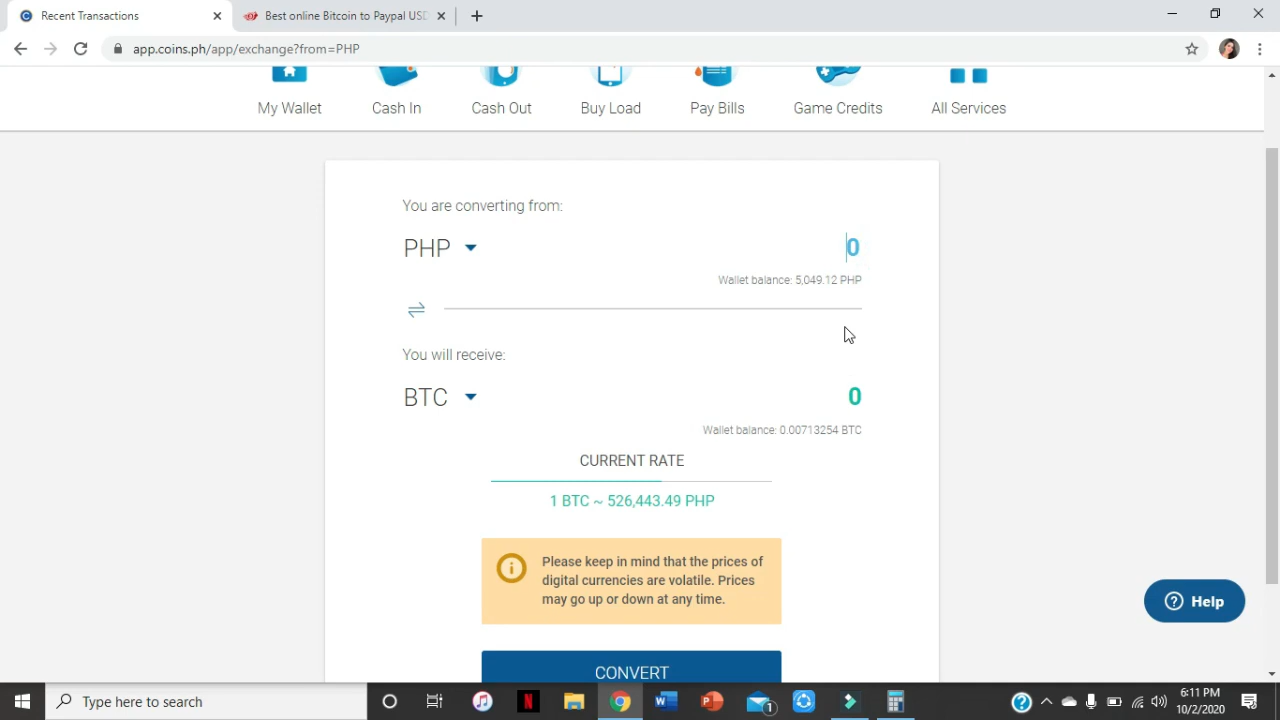 Recent Transactions
Best online Bitcoin to Paypal USD
app.coins.ph/app/exchange?from=PHP
My Wallet
Cash In
Cash Out
Buy Load
Pay Bills
Game Credits
All Services
You are converting from:
PHP
0
Wallet balance: 5,049.12 PHP
You will receive:
BTC
0
Wallet balance: 0.00713254 BTC
CURRENT RATE
1 BTC ~ 526,443.49 PHP
Please keep in mind that the prices of
digital currencies are volatile. Prices
may go up or down at any time.
CONVERT
Help
Type here to search
1
6:11 PM
10/2/2020